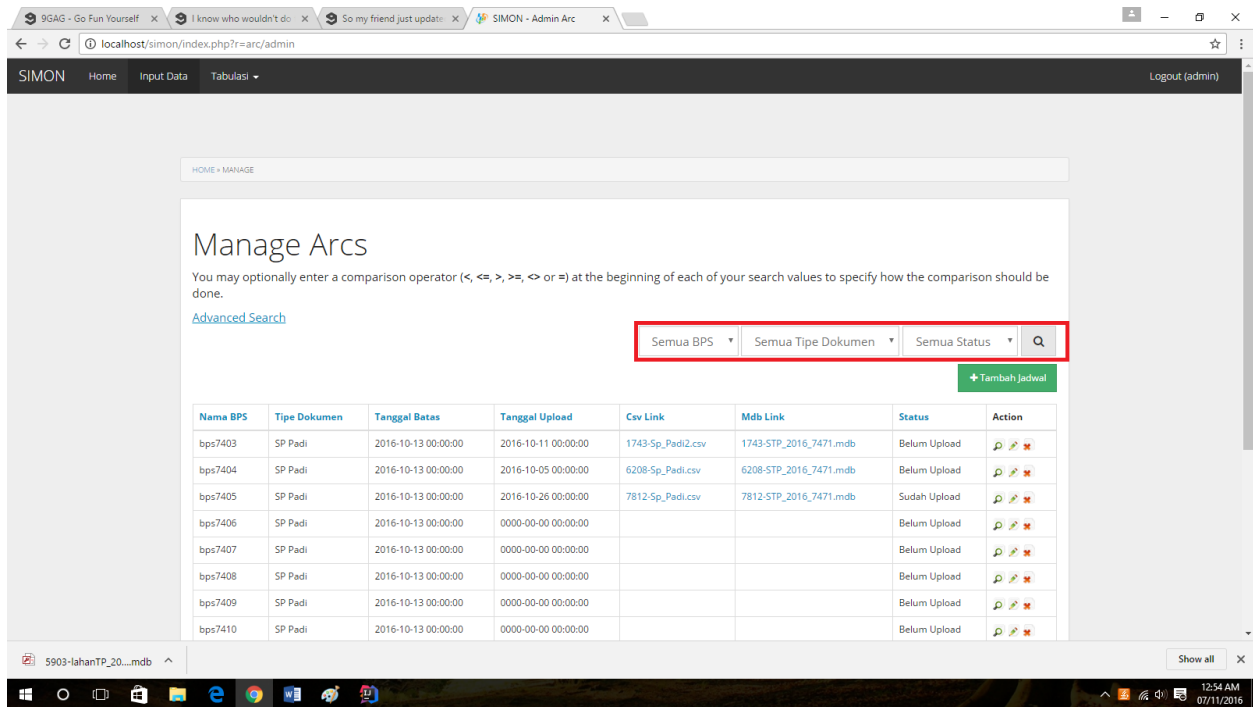 9GAG - Go Fun Yourself
I know who wouldn't do
So my friend just update
SIMON - Admin Arc
localhost/simon/index.php?r=arc/admin
SIMON Home Input Data Tabulasi Logout (admin)
HOME » MANAGE
Manage Arcs
You may optionally enter a comparison operator (<, <=, >, >=, <> or =) at the beginning of each of your search values to specify how the comparison should be
done.
Advanced Search
Semua BPS Semua Tipe Dokumen Semua Status
+ Tambah Jadwal
Nama BPS Tipe Dokumen Tanggal Batas Tanggal Upload Csv Link Mdb Link Status Action
bps7403 SP Padi 2016-10-13 00:00:00 2016-10-11 00:00:00 1743-Sp_Padi2.csv 1743-STP_2016_7471.mdb Belum Upload
bps7404 SP Padi 2016-10-13 00:00:00 2016-10-05 00:00:00 6208-Sp_Padi.csv 6208-STP_2016_7471.mdb Belum Upload
bps7405 SP Padi 2016-10-13 00:00:00 2016-10-26 00:00:00 7812-Sp_Padi.csv 7812-STP_2016_7471.mdb Sudah Upload
bps7406 SP Padi 2016-10-13 00:00:00 0000-00-00 00:00:00 Belum Upload
bps7407 SP Padi 2016-10-13 00:00:00 0000-00-00 00:00:00 Belum Upload
bps7408 SP Padi 2016-10-13 00:00:00 0000-00-00 00:00:00 Belum Upload
bps7409 SP Padi 2016-10-13 00:00:00 0000-00-00 00:00:00 Belum Upload
bps7410 SP Padi 2016-10-13 00:00:00 0000-00-00 00:00:00 Belum Upload
5903-lahanTP_20....mdb Show all
12:54 AM
07/11/2016